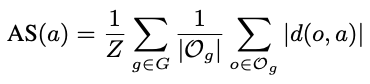 AS(a) = \frac{1}{Z} \sum_{g \in G} \frac{1}{|\mathcal{O}_g|} \sum_{o \in \mathcal{O}_g} |d(o, a)|